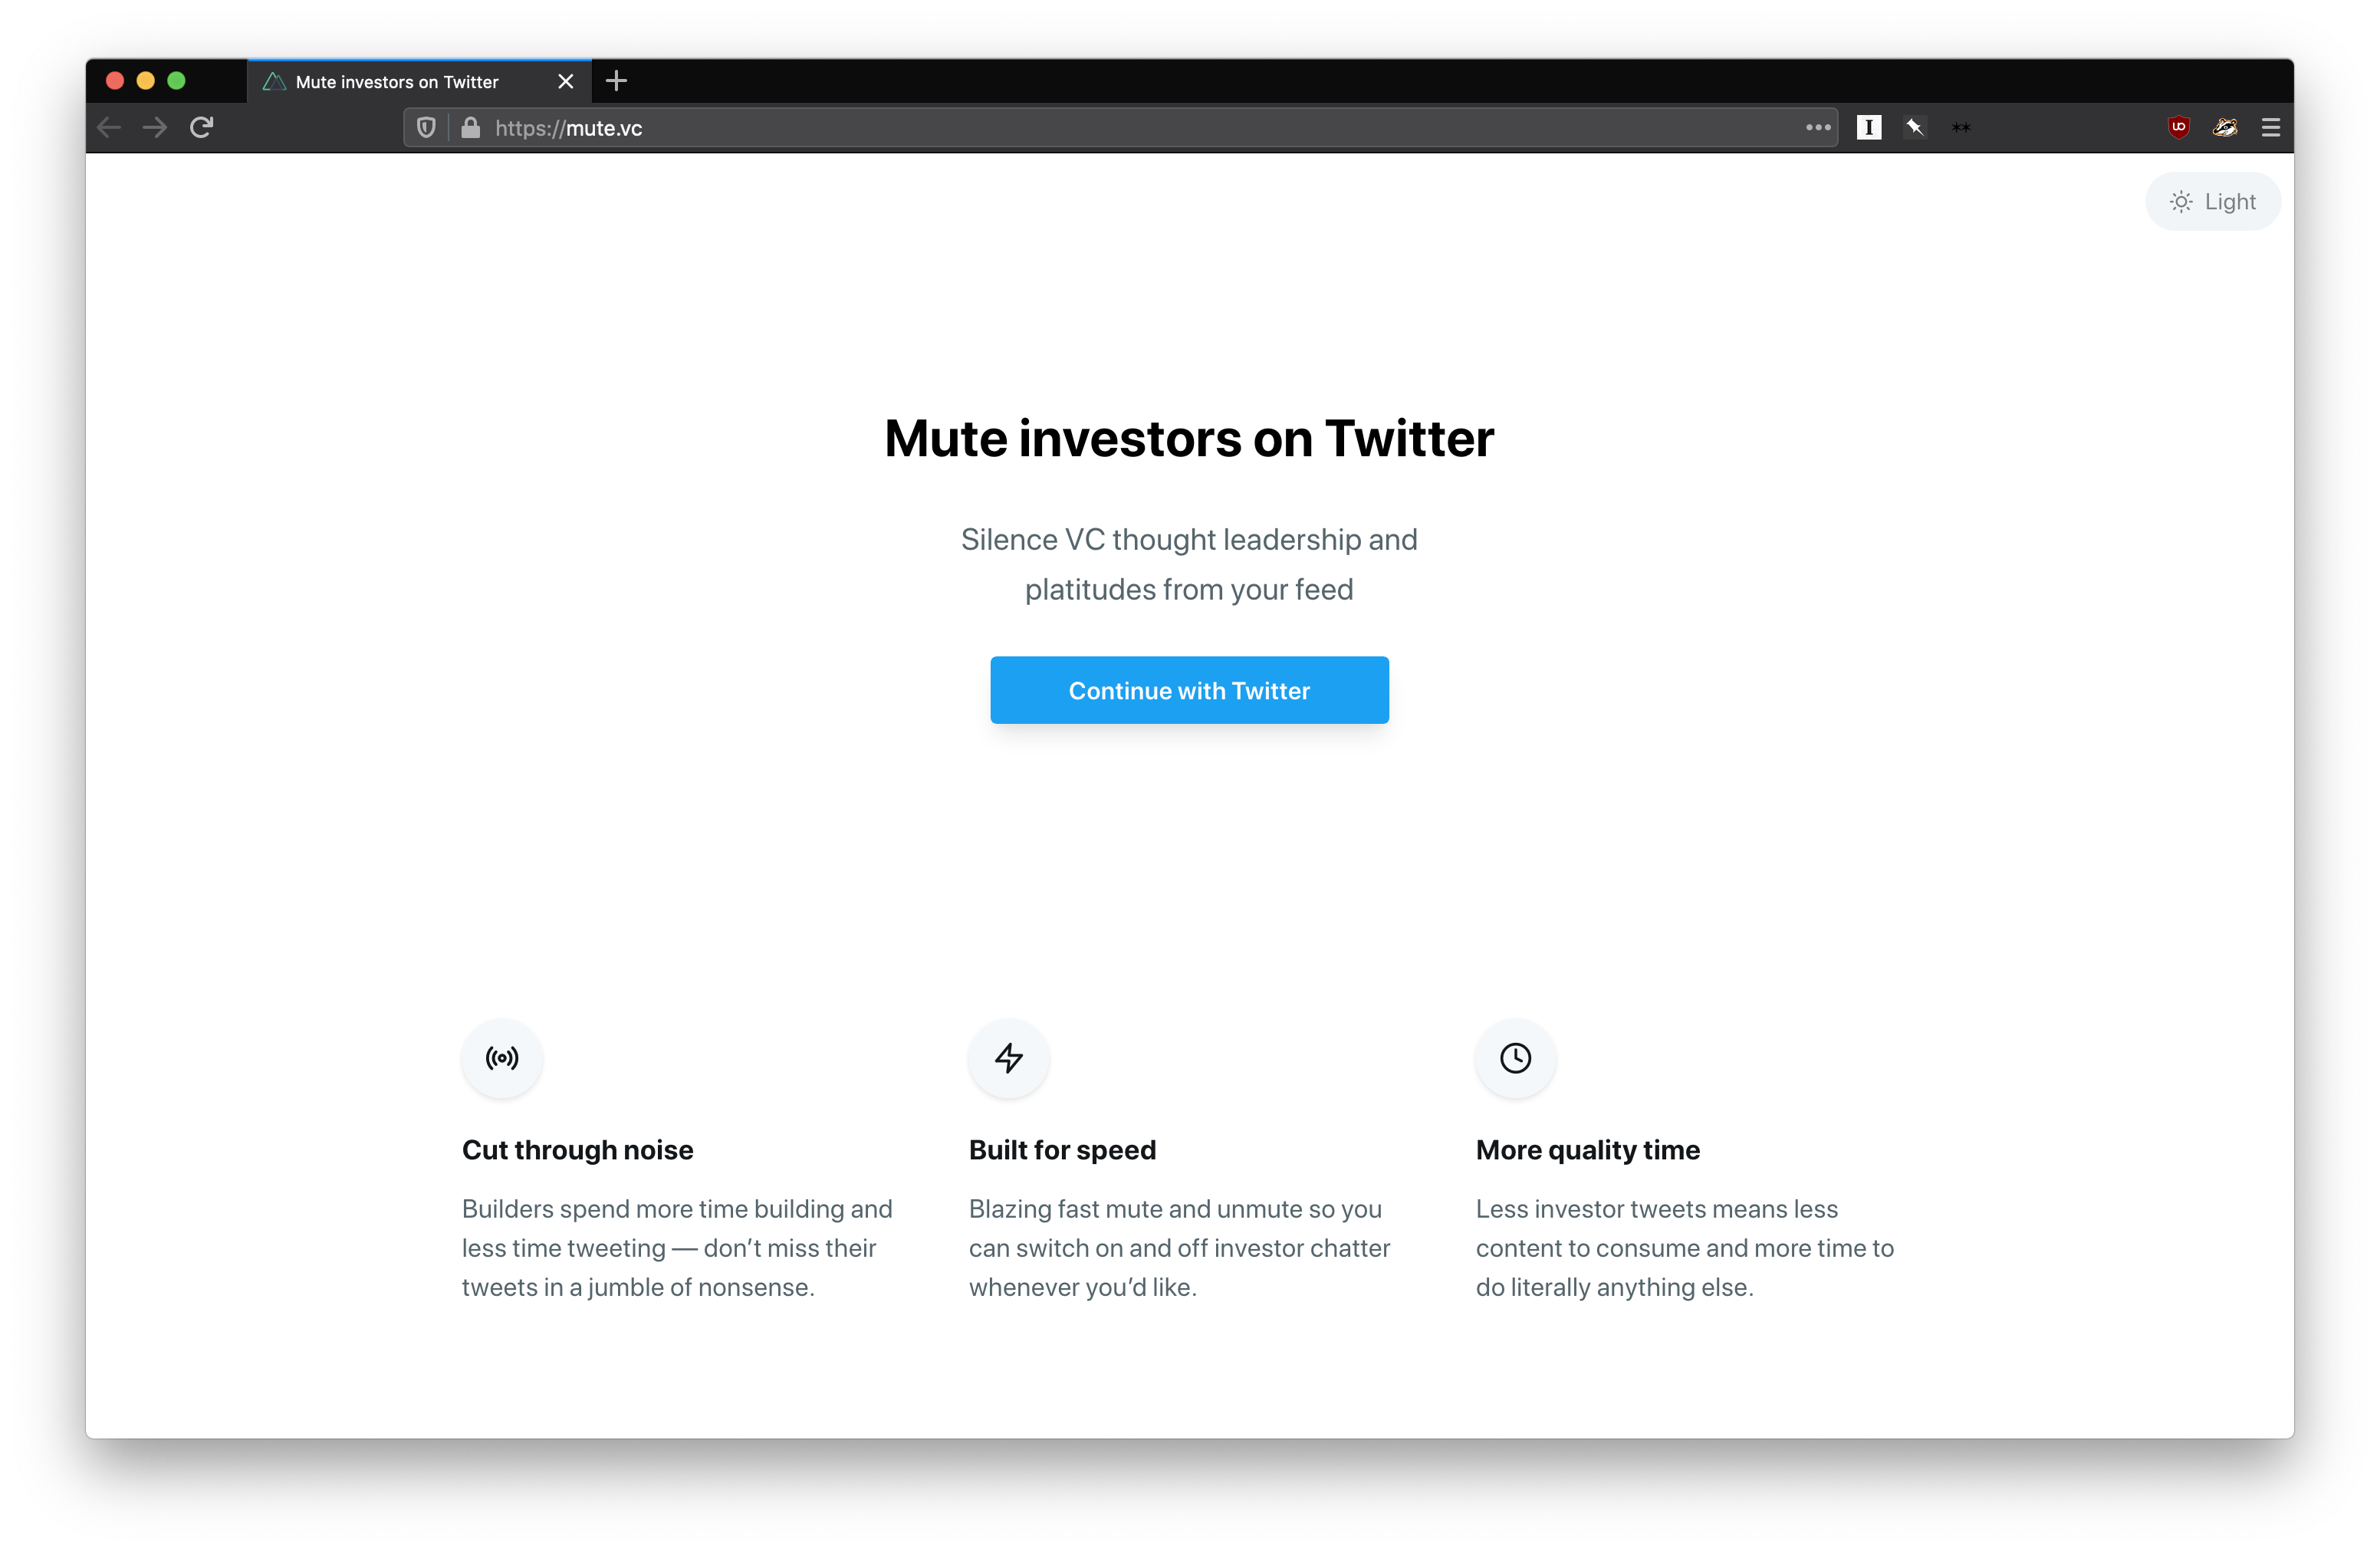 Mute investors on Twitter
https://mute.vc
Light
Mute investors on Twitter
Silence VC thought leadership and
platitudes from your feed
Continue with Twitter
Cut through noise
Builders spend more time building and
less time tweeting — don’t miss their
tweets in a jumble of nonsense.
Built for speed
Blazing fast mute and unmute so you
can switch on and off investor chatter
whenever you’d like.
More quality time
Less investor tweets means less
content to consume and more time to
do literally anything else.